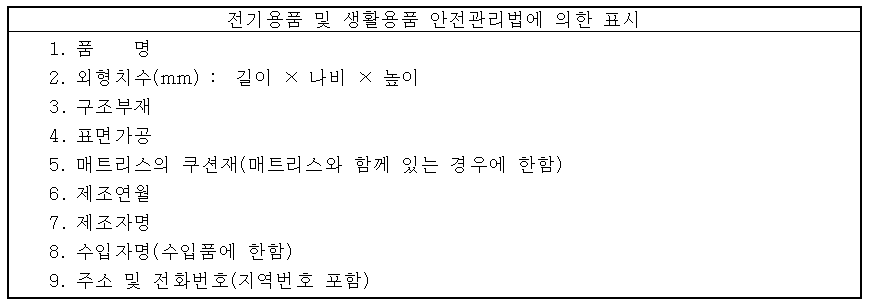 전기용품 및 생활용품 안전관리법에 의한 표시
1. 품 명
2. 외형치수(mm) : 길이 × 나비 × 높이
3. 구조부재
4. 표면가공
5. 매트리스의 쿠션재(매트리스와 함께 있는 경우에 한함)
6. 제조연월
7. 제조자명
8. 수입자명(수입품에 한함)
9. 주소 및 전화번호(지역번호 포함)